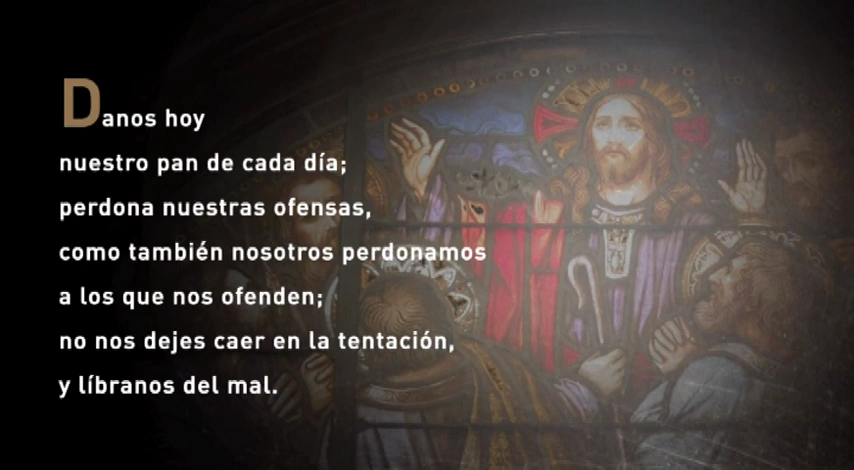 Danos hoy
nuestro pan de cada día;
perdona nuestras ofensas,
como también nosotros perdonamos
a los que nos ofenden;
no nos dejes caer en la tentación,
y líbranos del mal.